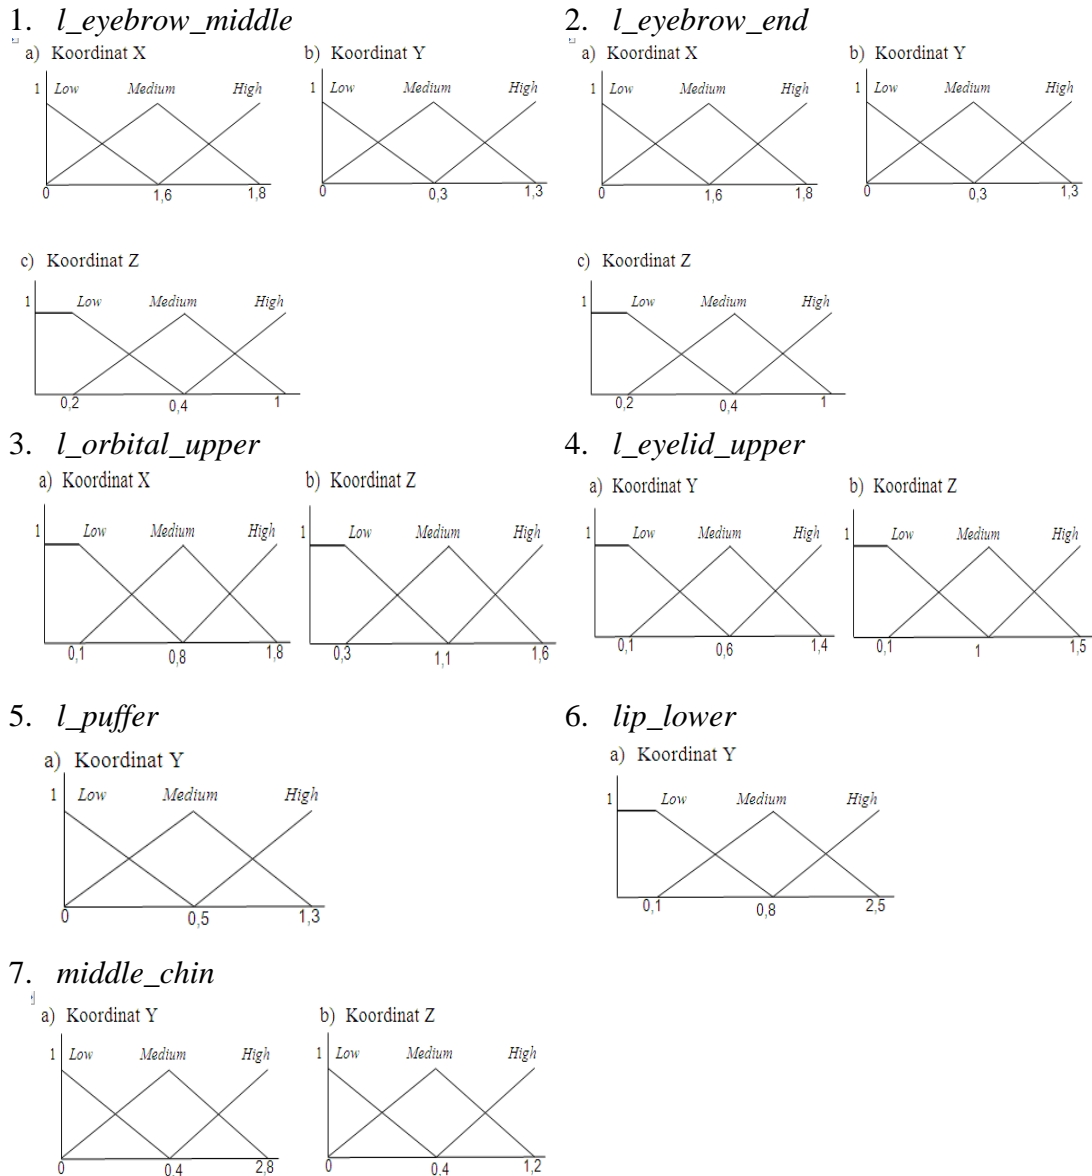 1. l_eyebrow_middle
a) Koordinat X
1 Low Medium High
0 1,6 1,8
b) Koordinat Y
1 Low Medium High
0 0,3 1,3
c) Koordinat Z
1 Low Medium High
0,2 0,4 1
2. l_eyebrow_end
a) Koordinat X
1 Low Medium High
0 1,6 1,8
b) Koordinat Y
1 Low Medium High
0 0,3 1,3
c) Koordinat Z
1 Low Medium High
0,2 0,4 1
3. l_orbital_upper
a) Koordinat X
1 Low Medium High
0,1 0,8 1,8
b) Koordinat Z
1 Low Medium High
0,3 1,1 1,6
4. l_eyelid_upper
a) Koordinat Y
1 Low Medium High
0,1 0,6 1,4
b) Koordinat Z
1 Low Medium High
0,1 1 1,5
5. l_puffer
a) Koordinat Y
1 Low Medium High
0 0,5 1,3
6. lip_lower
a) Koordinat Y
1 Low Medium High
0,1 0,8 2,5
7. middle_chin
a) Koordinat Y
1 Low Medium High
0 0,4 2,8
b) Koordinat Z
1 Low Medium High
0 0,4 1,2